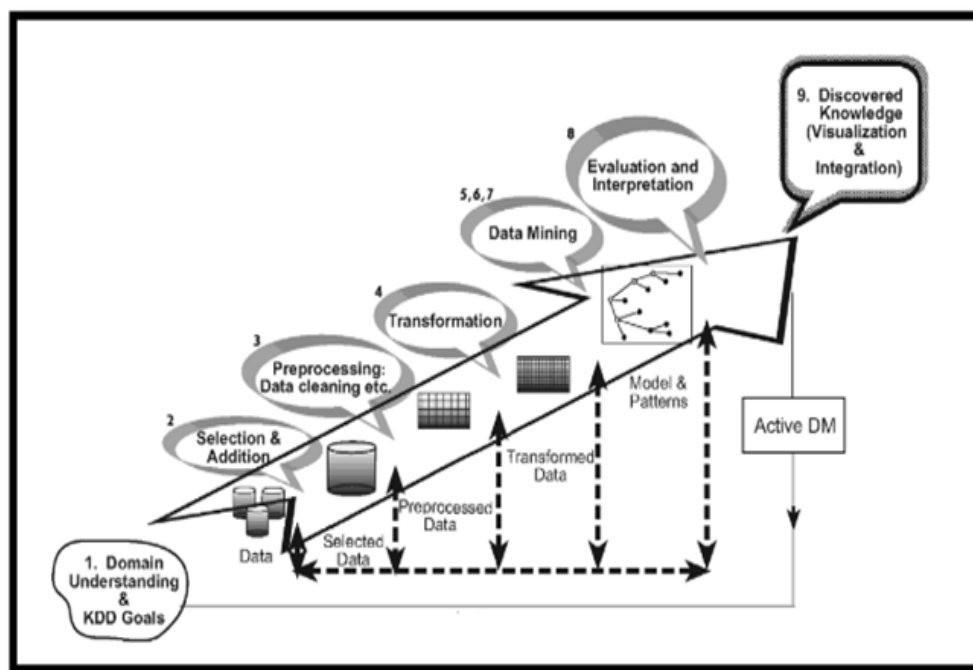 9. Discovered
Knowledge
(Visualization
&
Integration)
8
Evaluation and
Interpretation
5,6,7
Data Mining
4
Transformation
3
Preprocessing:
Data cleaning etc.
2
Selection &
Addition
Model &
Patterns
Active DM
Transformed
Data
Preprocessed
Data
Selected
Data
Data
1. Domain
Understanding
&
KDD Goals